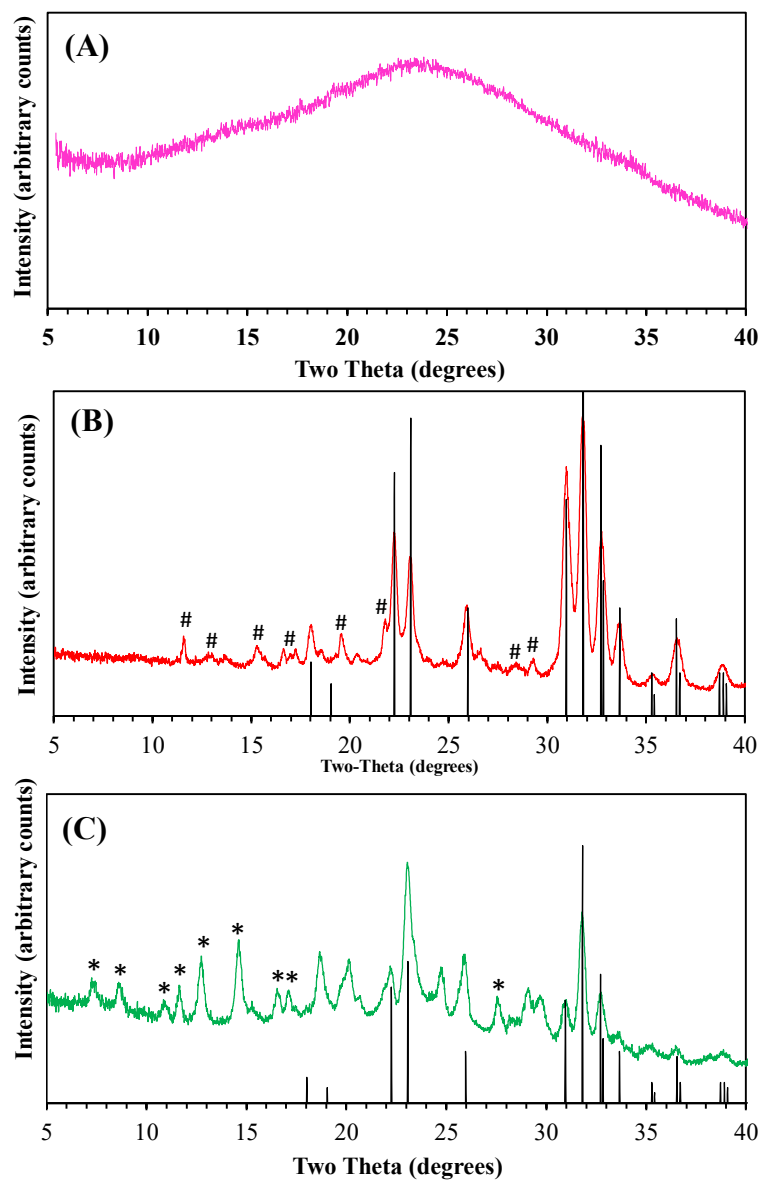 (A)
Intensity (arbitrary counts)
5 10 15 20 25 30 35 40
Two Theta (degrees)
(B)
Intensity (arbitrary counts)
# # # # # # # #
5 10 15 20 25 30 35 40
Two-Theta (degrees)
(C)
Intensity (arbitrary counts)
* * * * * * * * *
5 10 15 20 25 30 35 40
Two Theta (degrees)